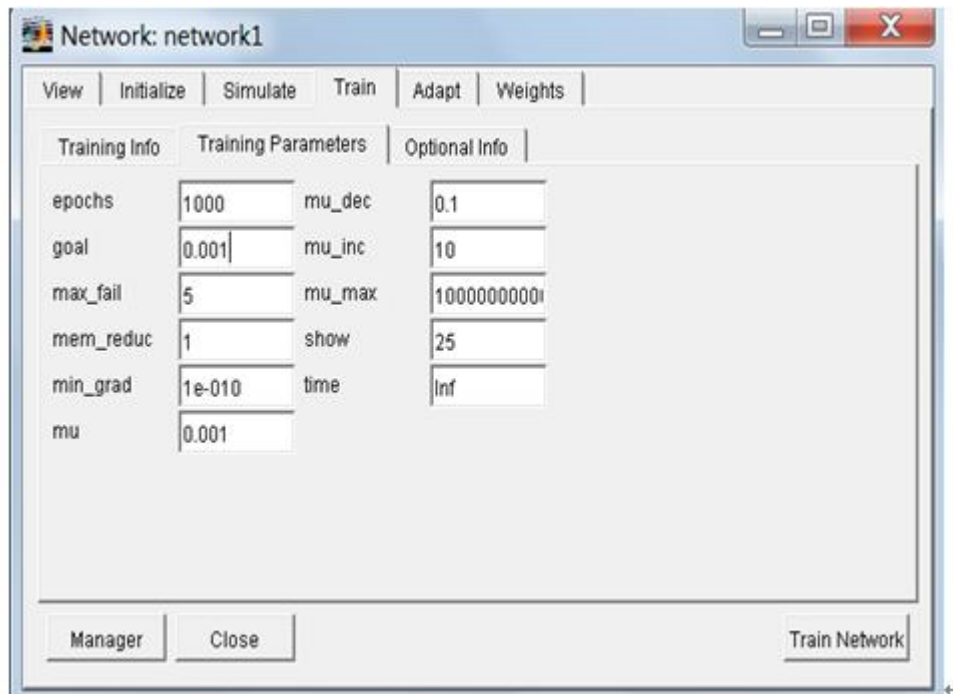 Network: network1
View Initialize Simulate Train Adapt Weights
Training Info Training Parameters Optional Info
epochs 1000 mu_dec 0.1
goal 0.001 mu_inc 10
max_fail 5 mu_max 1000000000
mem_reduc 1 show 25
min_grad 1e-010 time Inf
mu 0.001
Manager Close Train Network